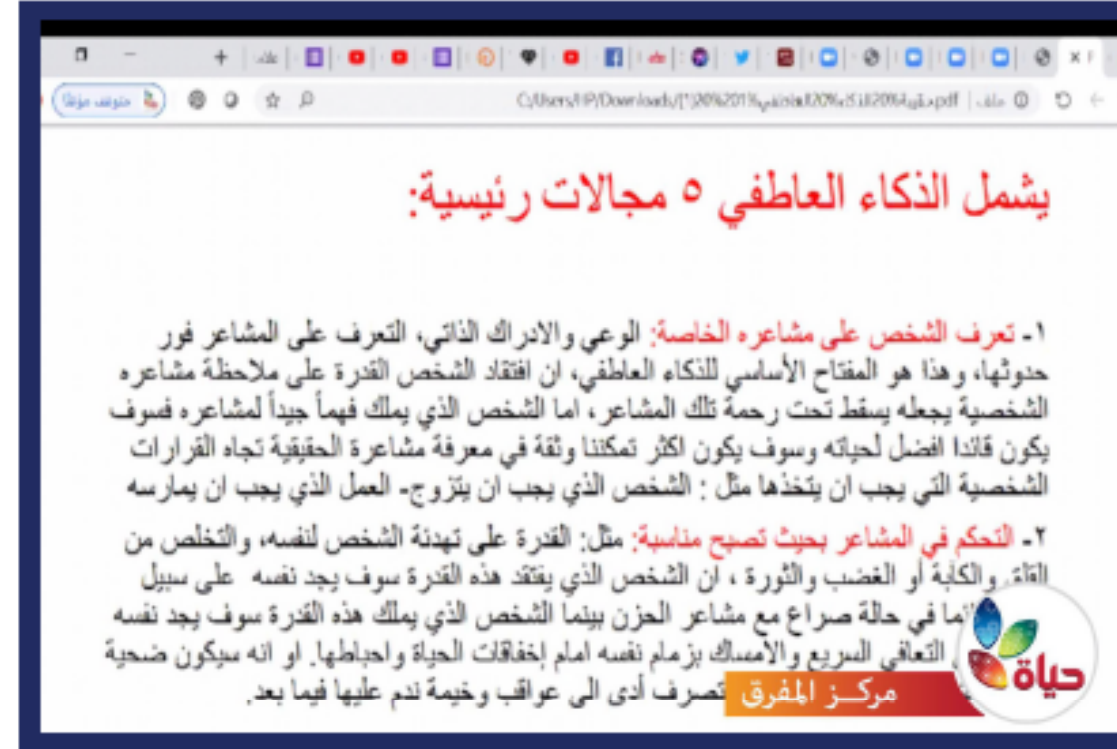 متوقف مؤقتًا
ملف
يشمل الذكاء العاطفي ٥ مجالات رئيسية:
١- تعرف الشخص على مشاعره الخاصة: الوعي والادراك الذاتي، التعرف على المشاعر فور
حدوثها، وهذا هو المفتاح الأساسي للذكاء العاطفي، ان افتقاد الشخص القدرة على ملاحظة مشاعره
الشخصية يجعله يسقط تحت رحمة تلك المشاعر، اما الشخص الذي يملك فهماً جيداً لمشاعره فسوف
يكون قائدا افضل لحياته وسوف يكون اكثر تمكننا وثقة في معرفة مشاعرة الحقيقية تجاه القرارات
الشخصية التي يجب ان يتخذها مثل : الشخص الذي يجب ان يتزوج- العمل الذي يجب ان يمارسه
٢- التحكم في المشاعر بحيث تصبح مناسبة: مثل: القدرة على تهدئة الشخص لنفسه، والتخلص من
القلق والكآبة أو الغضب والثورة ، ان الشخص الذي يفتقد هذه القدرة سوف يجد نفسه على سبيل
في حالة صراع مع مشاعر الحزن بينما الشخص الذي يملك هذه القدرة سوف يجد نفسه
التعافي السريع والامساك بزمام نفسه امام إخفاقات الحياة واحباطها. او انه سيكون ضحية
تصرف أدى الى عواقب وخيمة ندم عليها فيما بعد.
حياة
مركز المفرق